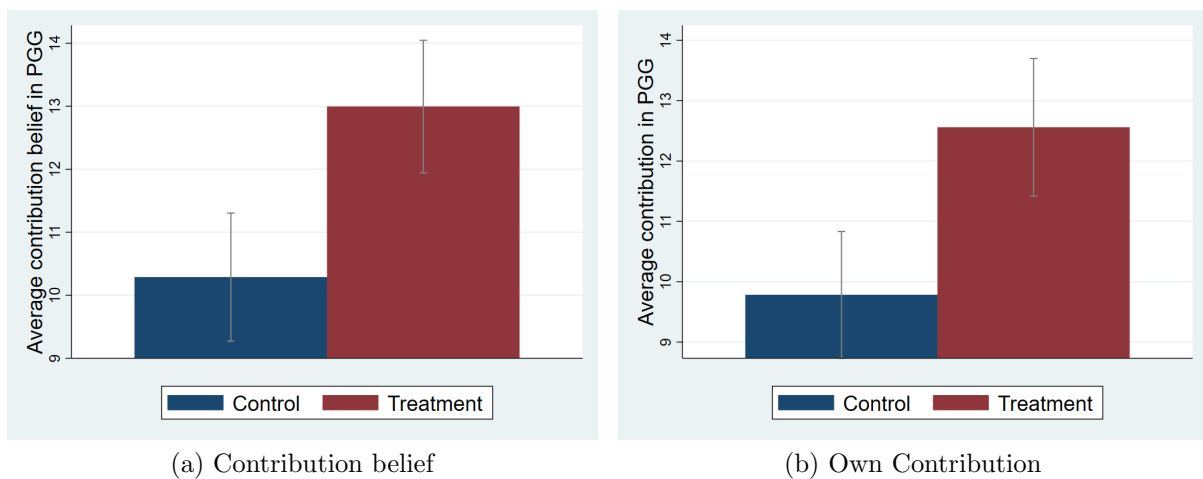 Average contribution belief in PGG
14
13
12
11
10
9
Control Treatment
(a) Contribution belief
Average contribution in PGG
14
13
12
11
10
9
Control Treatment
(b) Own Contribution